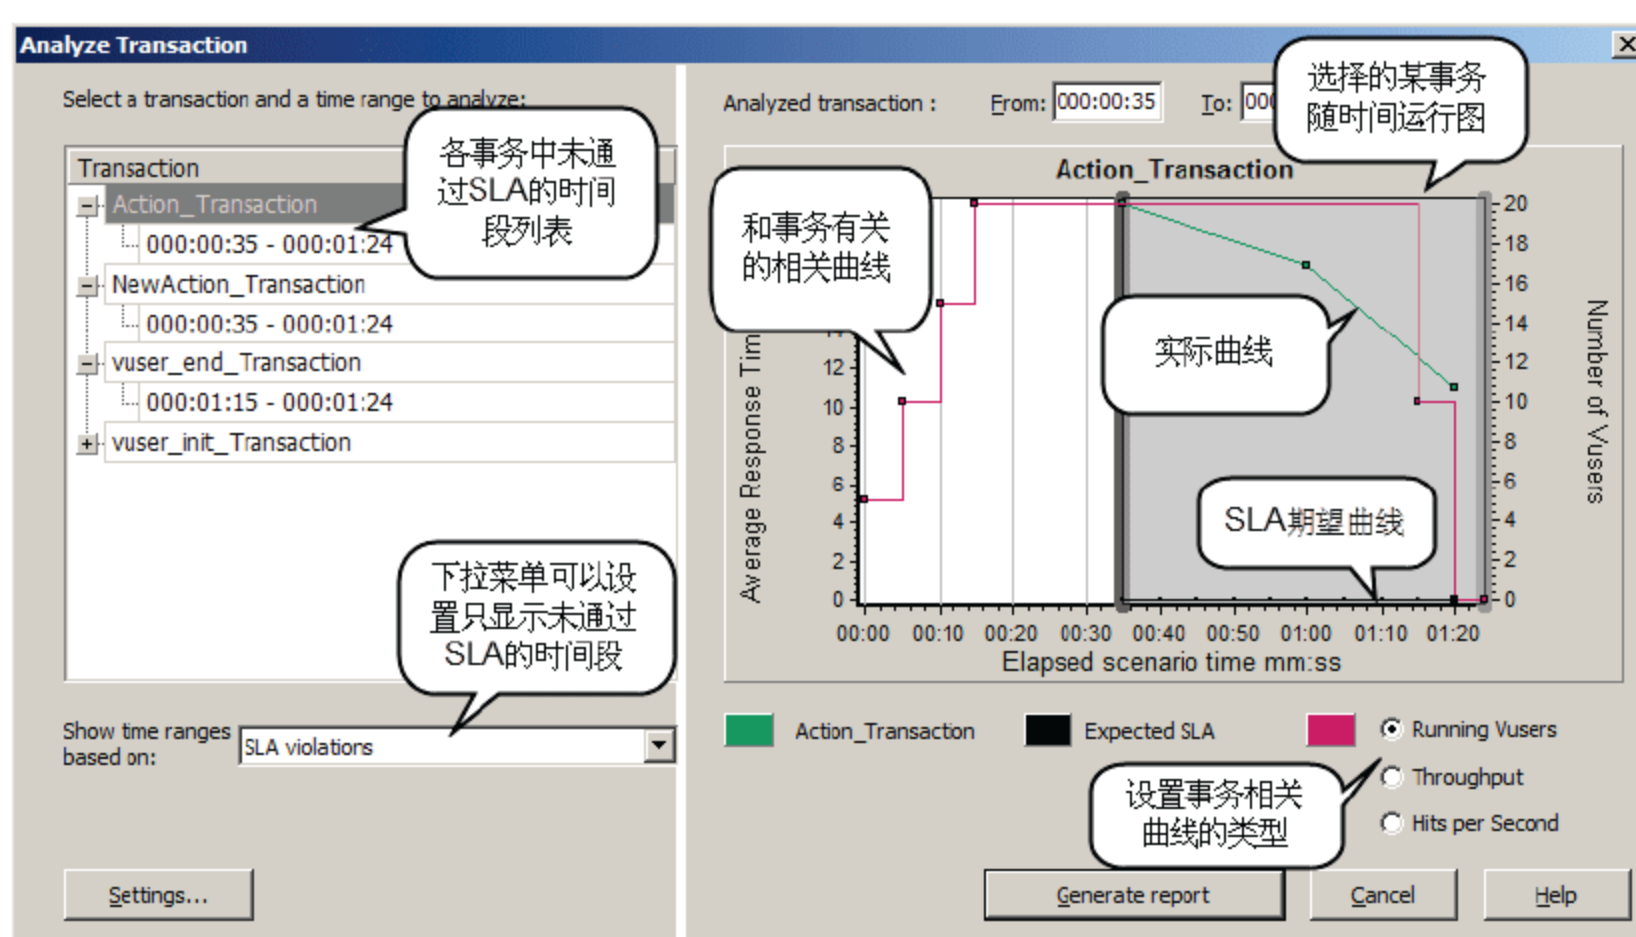 Analyze Transaction
Select a transaction and a time range to analyze:
各事务中未通
过SLA的时间
段列表
Transaction
Action_Transaction
000:00:35 - 000:01:24
NewAction_Transaction
000:00:35 - 000:01:24
vuser_end_Transaction
000:01:15 - 000:01:24
vuser_init_Transaction
下拉菜单可以设
置只显示未通过
SLA的时间段
Show time ranges
based on:
SLA violations
Settings...
Analyzed transaction :
From: 000:00:35
To:
选择的某事务
随时间运行图
Action_Transaction
和事务有关
的相关曲线
实际曲线
SLA期望曲线
Average Response Tim
12
10
8
6
4
2
0
20
18
16
14
12
10
8
6
4
2
0
Number of Vusers
00:00 00:10 00:20 00:30 00:40 00:50 01:00 01:10 01:20
Elapsed scenario time mm:ss
Action_Transaction
Expected SLA
Running Vusers
Throughput
Hits per Second
设置事务相关
曲线的类型
Generate report
Cancel
Help